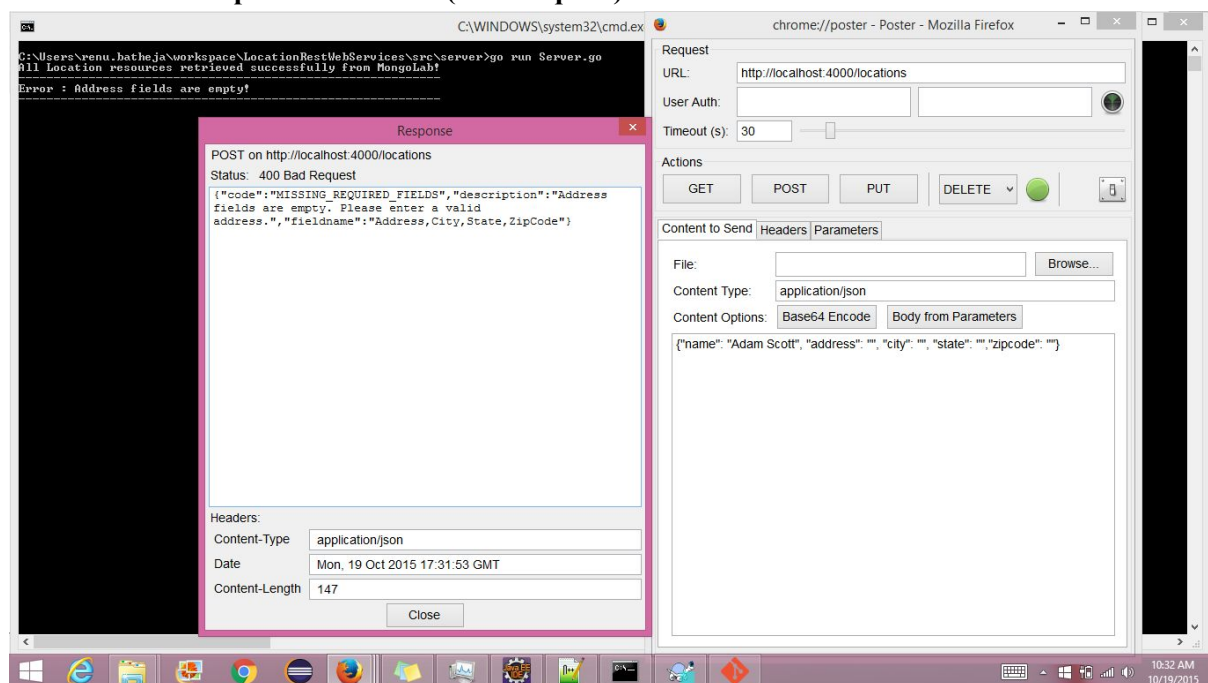 C:\WINDOWS\system32\cmd.ex
C:\Users\renu.batheja\workspace\LocationRestWebServices\src\server>go run Server.go
All Location resources retrieved successfully from MongoLab!
Error : Address fields are empty!
Response
POST on http://localhost:4000/locations
Status: 400 Bad Request
{"code":"MISSING_REQUIRED_FIELDS","description":"Address
fields are empty. Please enter a valid
address.","fieldname":"Address,City,State,ZipCode"}
Headers:
Content-Type application/json
Date Mon, 19 Oct 2015 17:31:53 GMT
Content-Length 147
Close
chrome://poster - Poster - Mozilla Firefox
Request
URL: http://localhost:4000/locations
User Auth:
Timeout (s): 30
Actions
GET POST PUT DELETE
Content to Send Headers Parameters
File: Browse...
Content Type: application/json
Content Options: Base64 Encode Body from Parameters
{"name": "Adam Scott", "address": "", "city": "", "state": "","zipcode": ""}
10:32 AM
10/19/2015